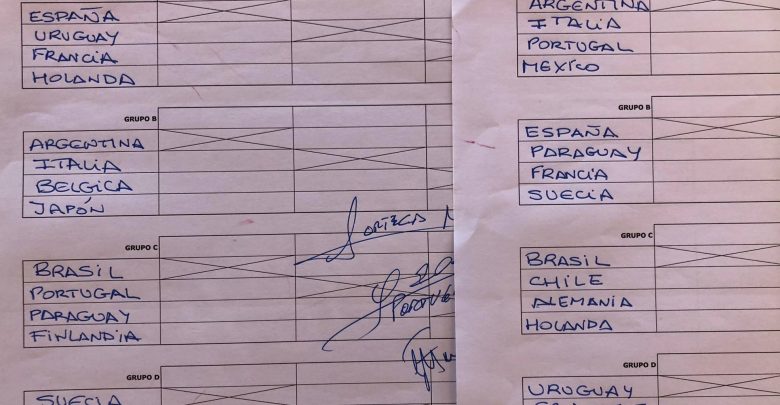 ESPAÑA
URUGUAY
FRANCIA
HOLANDA
GRUPO B
ARGENTINA
ITALIA
BELGICA
JAPÓN
GRUPO C
BRASIL
PORTUGAL
PARAGUAY
FINLANDIA
GRUPO D
SUECIA
ARGENTINA
ITALIA
PORTUGAL
MEXICO
GRUPO B
ESPAÑA
PARAGUAY
FRANCIA
SUECIA
GRUPO C
BRASIL
CHILE
ALEMANIA
HOLANDA
GRUPO D
URUGUAY